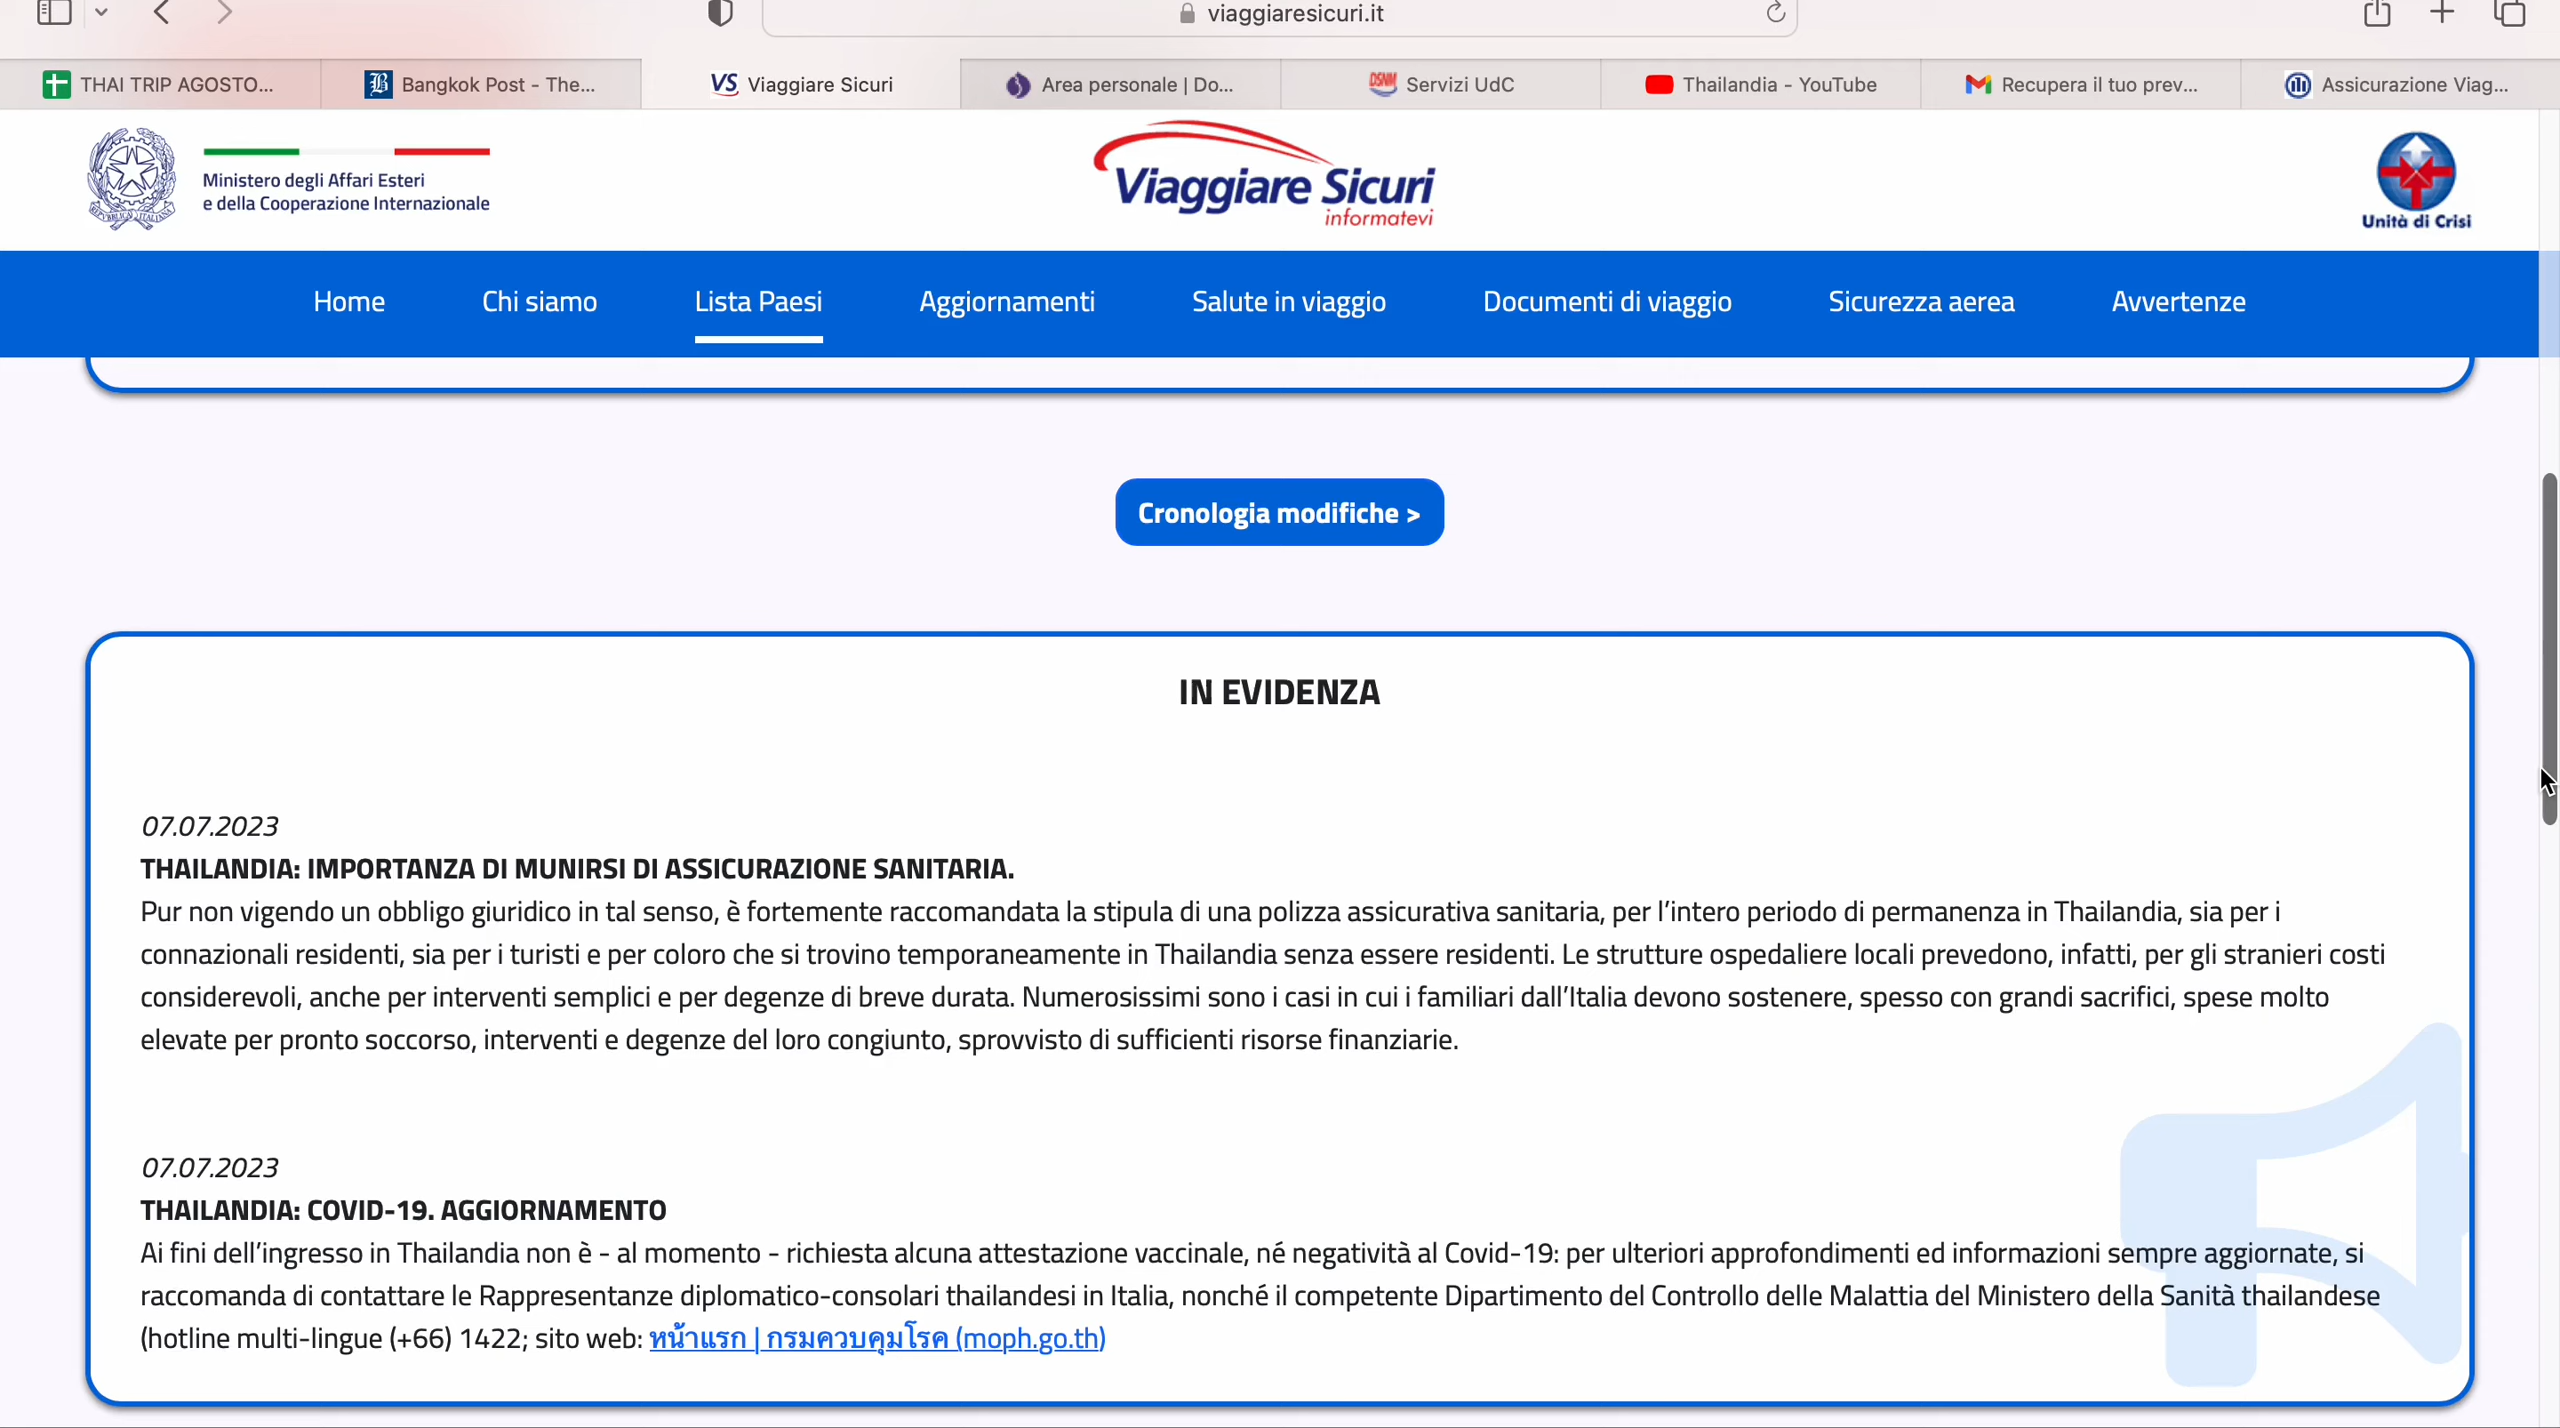 viaggiaresicuri.it
THAI TRIP AGOSTO...
Bangkok Post - The...
VS Viaggiare Sicuri
Area personale | Do...
DSNM Servizi UdC
Thailandia - YouTube
Recupera il tuo prev...
Assicurazione Viag...
Ministero degli Affari Esteri
e della Cooperazione Internazionale
Viaggiare Sicuri
informatevi
Unità di Crisi
Home
Chi siamo
Lista Paesi
Aggiornamenti
Salute in viaggio
Documenti di viaggio
Sicurezza aerea
Avvertenze
Cronologia modifiche >
IN EVIDENZA
07.07.2023
THAILANDIA: IMPORTANZA DI MUNIRSI DI ASSICURAZIONE SANITARIA.
Pur non vigendo un obbligo giuridico in tal senso, è fortemente raccomandata la stipula di una polizza assicurativa sanitaria, per l'intero periodo di permanenza in Thailandia, sia per i
connazionali residenti, sia per i turisti e per coloro che si trovino temporaneamente in Thailandia senza essere residenti. Le strutture ospedaliere locali prevedono, infatti, per gli stranieri costi
considerevoli, anche per interventi semplici e per degenze di breve durata. Numerosissimi sono i casi in cui i familiari dall'Italia devono sostenere, spesso con grandi sacrifici, spese molto
elevate per pronto soccorso, interventi e degenze del loro congiunto, sprovvisto di sufficienti risorse finanziarie.
07.07.2023
THAILANDIA: COVID-19. AGGIORNAMENTO
Ai fini dell'ingresso in Thailandia non è - al momento - richiesta alcuna attestazione vaccinale, né negatività al Covid-19: per ulteriori approfondimenti ed informazioni sempre aggiornate, si
raccomanda di contattare le Rappresentanze diplomatico-consolari thailandesi in Italia, nonché il competente Dipartimento del Controllo delle Malattia del Ministero della Sanità thailandese
(hotline multi-lingue (+66) 1422; sito web: หน้าแรก | กรมควบคุมโรค (moph.go.th)